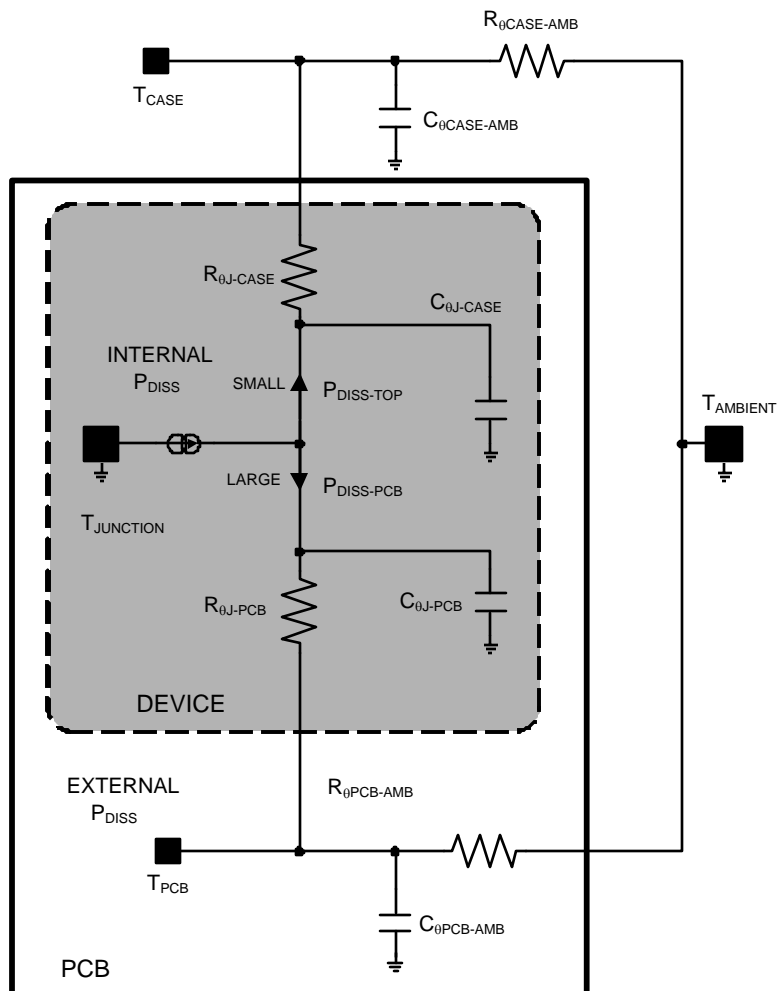 RθCASE-AMB
TCASE
CθCASE-AMB
RθJ-CASE
CθJ-CASE
INTERNAL
PDISS
SMALL
PDISS-TOP
TAMBIENT
LARGE
PDISS-PCB
TJUNCTION
RθJ-PCB
CθJ-PCB
DEVICE
EXTERNAL
PDISS
RθPCB-AMB
TPCB
CθPCB-AMB
PCB